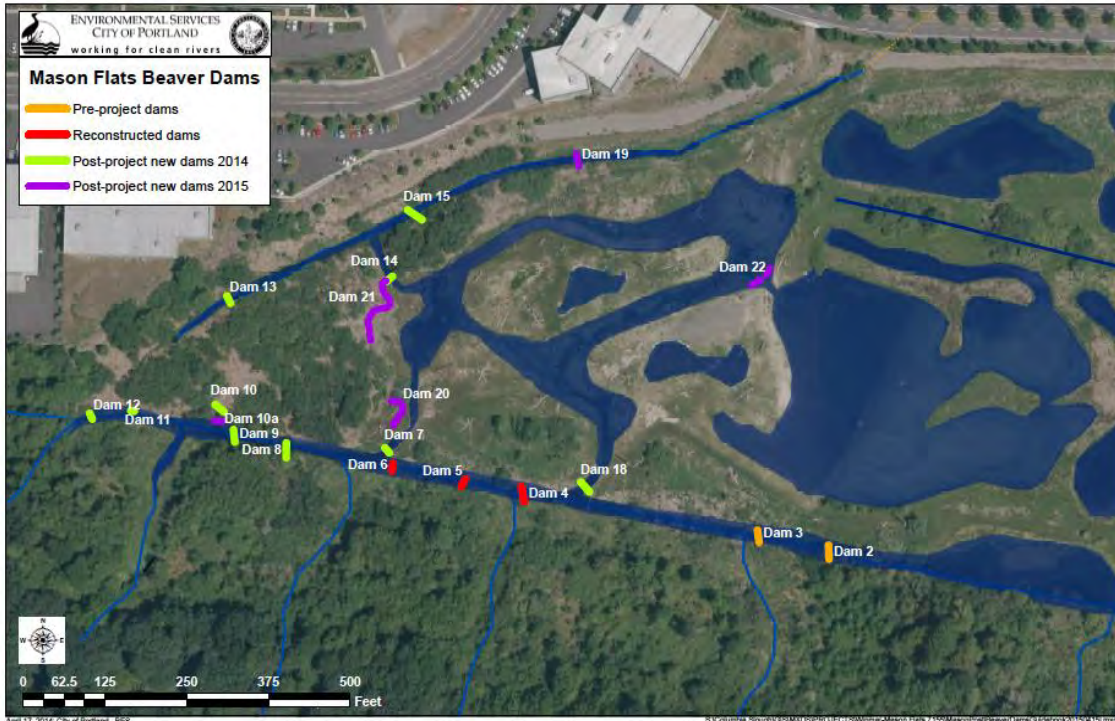 ENVIRONMENTAL SERVICES
CITY OF PORTLAND
working for clean rivers
Mason Flats Beaver Dams
Pre-project dams
Reconstructed dams
Post-project new dams 2014
Post-project new dams 2015
Dam 19
Dam 15
Dam 14
Dam 22
Dam 21
Dam 13
Dam 10
Dam 20
Dam 12
Dam 11
Dam 10a
Dam 9
Dam 7
Dam 8
Dam 6
Dam 5
Dam 18
Dam 4
Dam 3
Dam 2
N
W E
S
0 62.5 125 250 375 500
Feet